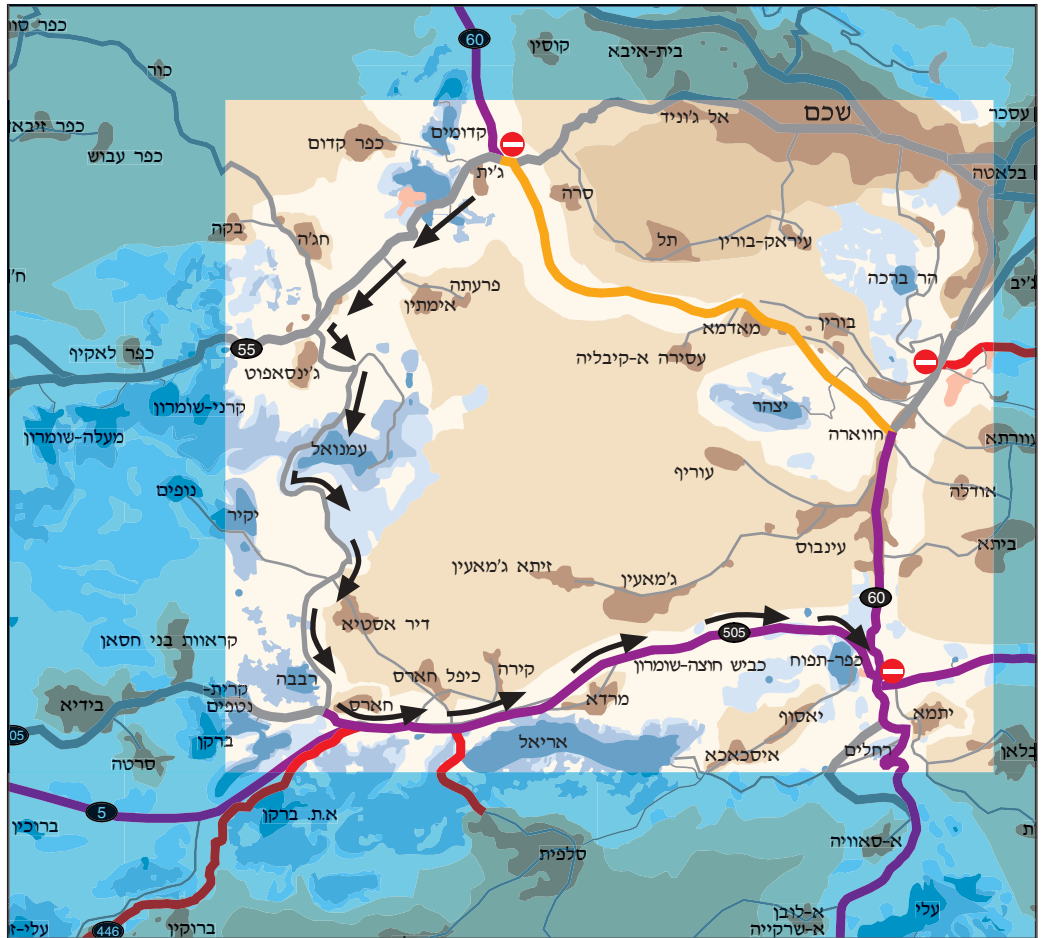 כפר סור
60
קוסין
בית-איבא
כור
עסכר
שכם
אל ג'וניד
קדומים
כפר קדום
כפר עבוש
ג'ית
בלאטה
סרה
בקה
חג'ה
תל
עיראק-בורין
הר ברכה
פרעתה
אימתין
בורין
מאדמא
55
כפר לאקיף
עסירה א-קיבליה
ג'ינסאפוט
קרני-שומרון
יצהר
מעלה-שומרון
חווארה
עוורתא
עמנואל
עוריף
נופים
אודלה
יקיר
עינבוס
ביתא
זיתא ג'מאעין
ג'מאעין
60
דיר אסטיא
505
קראוות בני חסאן
כביש חוצה-שומרון
כפר-תפוח
קירה
כיפל חארס
רבבה
קרית-
נטפים
מרדא
חארס
בידיא
יאסוף
יתמא
05
ברקן
אריאל
רחלים
איסכאכא
סרטה
5
א.ת. ברקן
ברוכין
א-סאוויה
סלפית
עלי
א-לובן
א-שרקייה
446
ברוקין